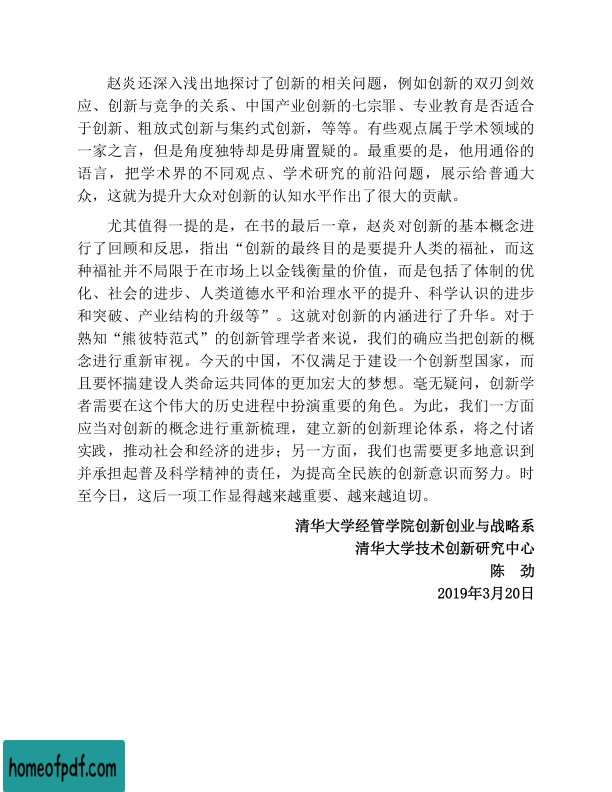 赵炎还深入浅出地探讨了创新的相关问题，例如创新的双刃剑效
应、创新与竞争的关系、中国产业创新的七宗罪、专业教育是否适合
于创新、粗放式创新与集约式创新，等等。有些观点属于学术领域的
一家之言，但是角度独特却是毋庸置疑的。最重要的是，他用通俗的
语言，把学术界的不同观点、学术研究的前沿问题，展示给普通大
众，这就为提升大众对创新的认知水平作出了很大的贡献。
尤其值得一提的是，在书的最后一章，赵炎对创新的基本概念进
行了回顾和反思，指出“创新的最终目的是要提升人类的福祉，而这
种福祉并不局限于在市场上以金钱衡量的价值，而是包括了体制的优
化、社会的进步、人类道德水平和治理水平的提升、科学认识的进步
和突破、产业结构的升级等”。这就对创新的内涵进行了升华。对于
熟知“熊彼特范式”的创新管理学者来说，我们的确应当把创新的概
念进行重新审视。今天的中国，不仅满足于建设一个创新型国家，而
且要怀揣建设人类命运共同体的更加宏大的梦想。毫无疑问，创新学
者需要在这个伟大的历史进程中扮演重要的角色。为此，我们一方面
应当对创新的概念进行重新梳理，建立新的创新理论体系，将之付诸
实践，推动社会和经济的进步；另一方面，我们也需要更多地意识到
并承担起普及科学精神的责任，为提高全民族的创新意识而努力。时
至今日，这后一项工作显得越来越重要、越来越迫切。
清华大学经管学院创新创业与战略系
清华大学技术创新研究中心
陈　劲
2019年3月20日
homeofpdf.com